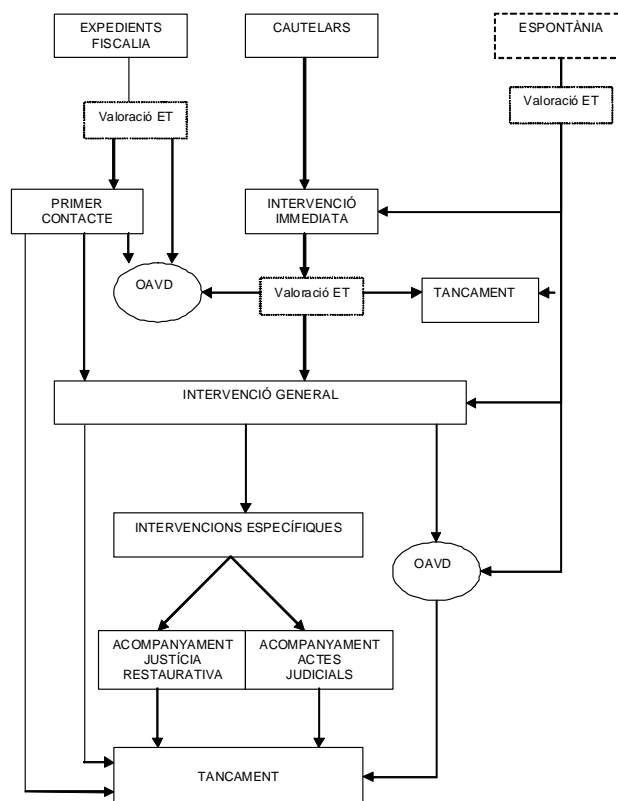 EXPEDIENTS
FISCALIA
CAUTELARS
ESPONTÀNIA
Valoració ET
Valoració ET
PRIMER
CONTACTE
INTERVENCIÓ
IMMEDIATA
OAVD
Valoració ET
TANCAMENT
INTERVENCIÓ GENERAL
INTERVENCIONS ESPECÍFIQUES
OAVD
ACOMPANYAMENT
JUSTÍCIA
RESTAURATIVA
ACOMPANYAMENT
ACTES
JUDICIALS
TANCAMENT